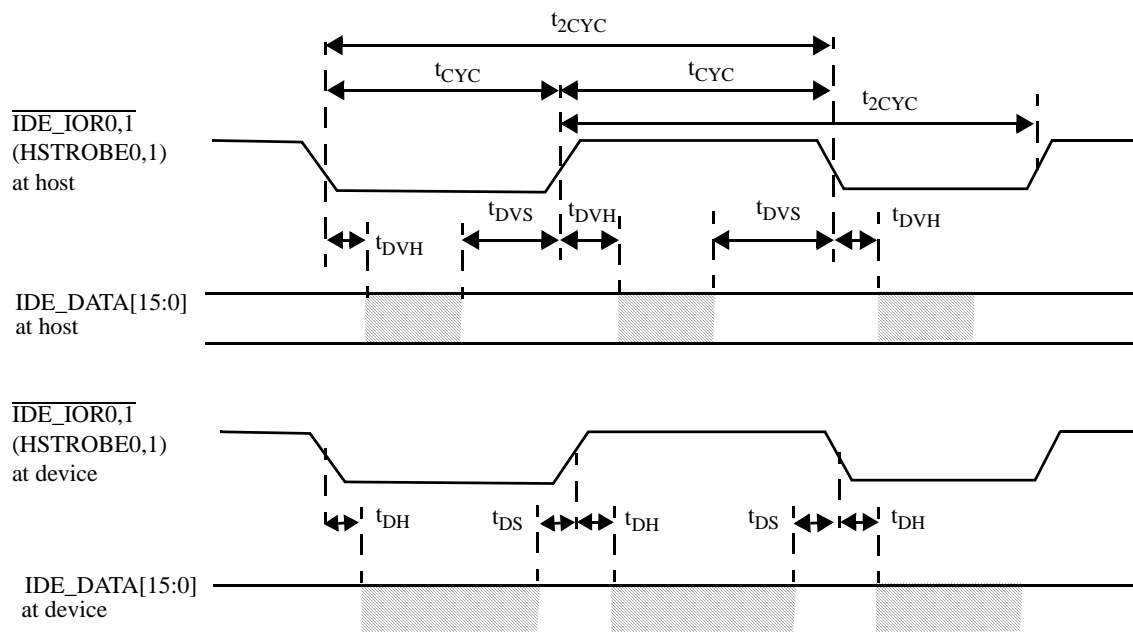 t2CYC
tCYC tCYC
t2CYC
IDE_IOR0,1
(HSTROBE0,1)
at host
tDVS tDVH tDVS tDVH
tDVH
IDE_DATA[15:0]
at host
IDE_IOR0,1
(HSTROBE0,1)
at device
tDH tDS tDH tDS tDH
IDE_DATA[15:0]
at device